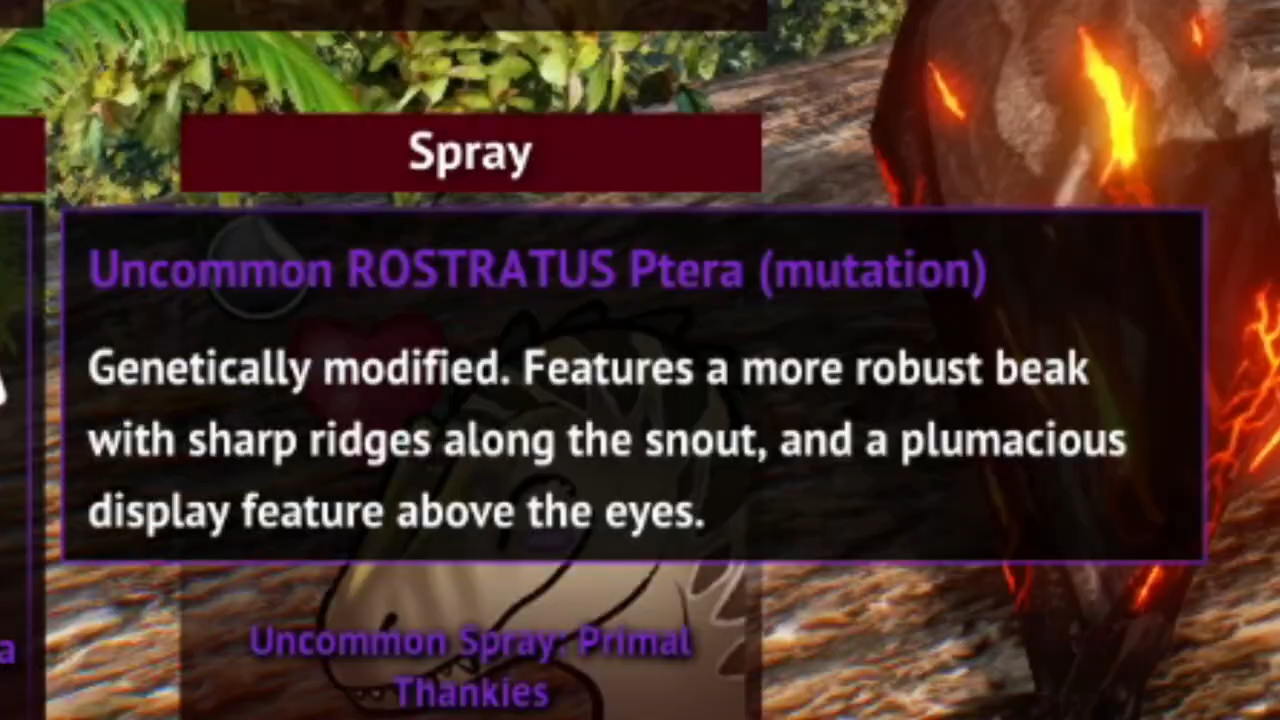 Spray
Uncommon ROSTRATUS Ptera (mutation)
Genetically modified. Features a more robust beak
with sharp ridges along the snout, and a plumacious
display feature above the eyes.
a
Uncommon Spray: Primal
Thankies